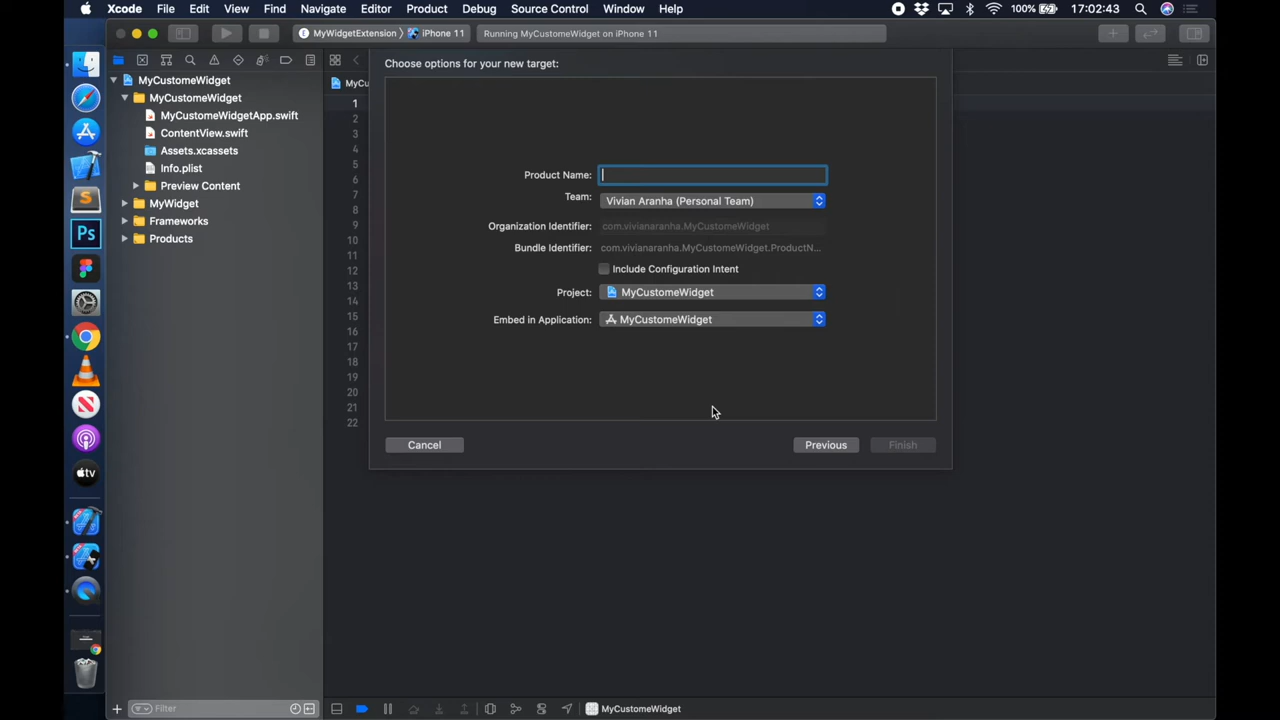 Xcode File Edit View Find Navigate Editor Product Debug Source Control Window Help 100% 17:02:43
MyWidgetExtension 〉 iPhone 11 Running MyCustomeWidget on iPhone 11
MyCustomeWidget
MyCustomeWidget
MyCustomeWidgetApp.swift
ContentView.swift
Assets.xcassets
Info.plist
Preview Content
MyWidget
Frameworks
Products
Filter
MyCu
1
2
3
4
5
6
7
8
9
10
11
12
13
14
15
16
17
18
19
20
21
22
Choose options for your new target:
Product Name:
Team: Vivian Aranha (Personal Team)
Organization Identifier: com.vivianaranha.MyCustomeWidget
Bundle Identifier: com.vivianaranha.MyCustomeWidget.ProductN...
Include Configuration Intent
Project: MyCustomeWidget
Embed in Application: MyCustomeWidget
Cancel Previous Finish
MyCustomeWidget
Ps
tv